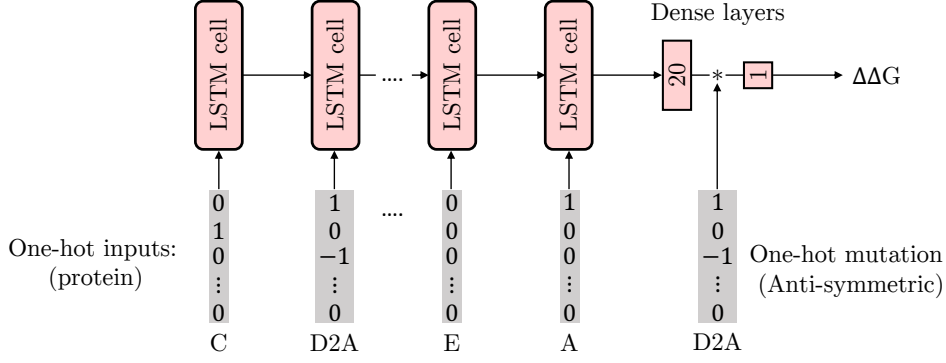 Dense layers
LSTM cell
LSTM cell
....
LSTM cell
LSTM cell
20
*
1
ΔΔG
One-hot inputs:
(protein)
0
1
0
⋮
0
C
1
0
−1
⋮
0
D2A
....
0
0
0
⋮
0
E
1
0
0
⋮
0
A
1
0
−1
⋮
0
D2A
One-hot mutation
(Anti-symmetric)